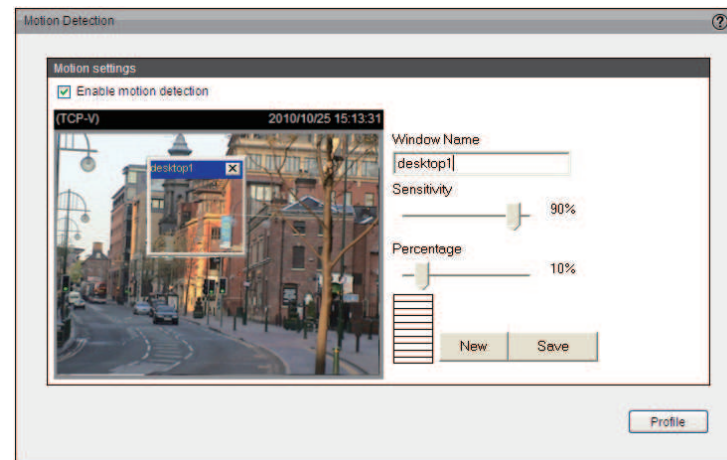 Motion Detection
Motion settings
Enable motion detection
(TCP-V) 2010/10/25 15:13:31
desktop1
Window Name
desktop1
Sensitivity
90%
Percentage
10%
New Save
Profile